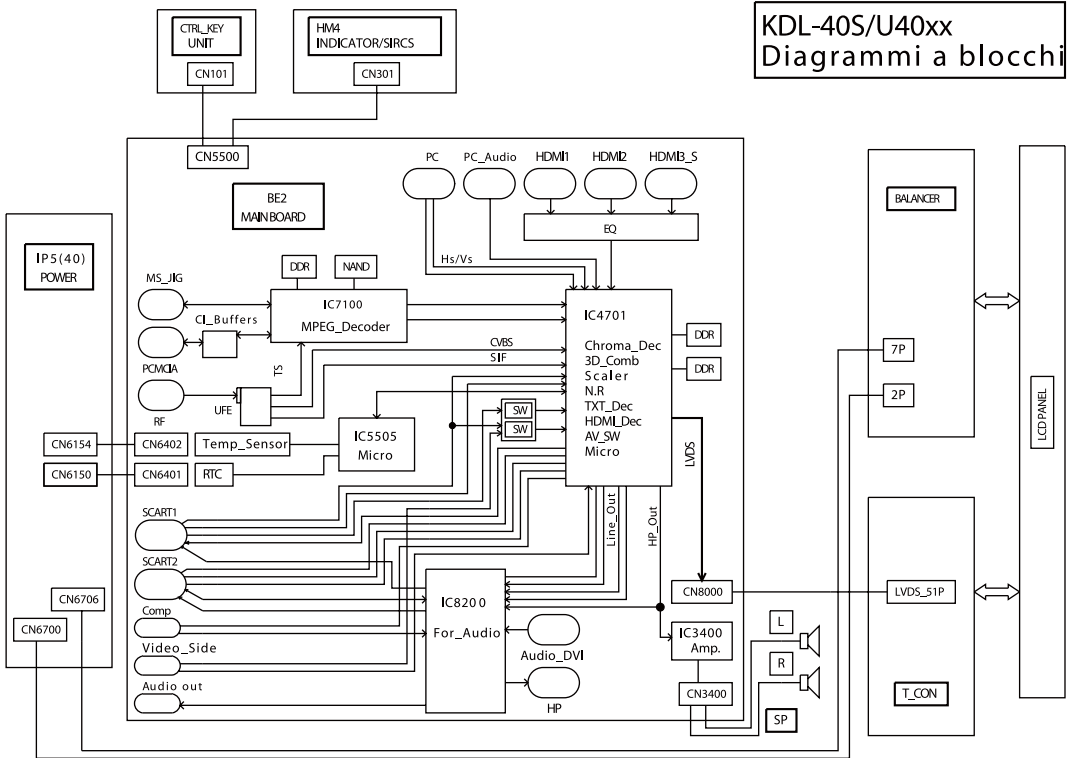 KDL-40S/U40xx
Diagrammi a blocchi
CTRL_KEY
UNIT
CN101
HM4
INDICATOR/SIRCS
CN301
CN5500
BE2
MAIN BOARD
PC
PC_Audio
HDMI1
HDMI2
HDMI3_S
EQ
Hs/Vs
BALANCER
7P
2P
LCD PANEL
IP5(40)
POWER
MS_JIG
CI_Buffers
PCMCIA
RF
UFE
TS
DDR
NAND
IC7100
MPEG_Decoder
CVBS
SIF
IC4701
Chroma_Dec
3D_Comb
Scaler
N.R
TXT_Dec
HDMI_Dec
AV_SW
Micro
DDR
DDR
SW
SW
LVDS
CN6154
CN6402
Temp_Sensor
CN6150
CN6401
RTC
IC5505
Micro
SCART1
SCART2
Comp
Video_Side
Audio out
Line_Out
HP_Out
IC8200
For_Audio
Audio_DVI
HP
CN8000
IC3400
Amp.
CN3400
L
R
SP
LVDS_51P
T_CON
CN6706
CN6700